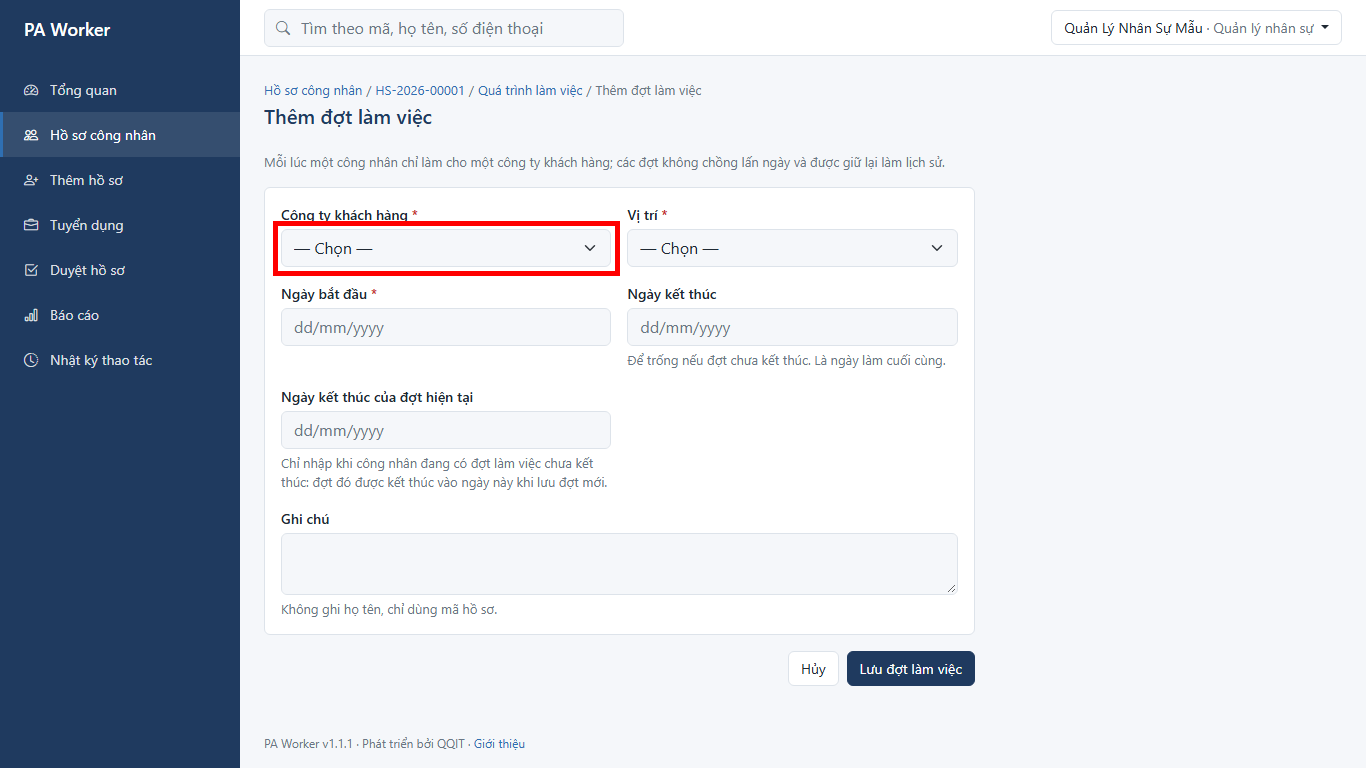 PA Worker
Tìm theo mã, họ tên, số điện thoại
Quản Lý Nhân Sự Mẫu · Quản lý nhân sự
Tổng quan
Hồ sơ công nhân
Thêm hồ sơ
Tuyển dụng
Duyệt hồ sơ
Báo cáo
Nhật ký thao tác
Hồ sơ công nhân / HS-2026-00001 / Quá trình làm việc / Thêm đợt làm việc
Thêm đợt làm việc
Mỗi lúc một công nhân chỉ làm cho một công ty khách hàng; các đợt không chồng lấn ngày và được giữ lại làm lịch sử.
Công ty khách hàng *
Vị trí *
— Chọn —
— Chọn —
Ngày bắt đầu *
Ngày kết thúc
dd/mm/yyyy
dd/mm/yyyy
Để trống nếu đợt chưa kết thúc. Là ngày làm cuối cùng.
Ngày kết thúc của đợt hiện tại
dd/mm/yyyy
Chỉ nhập khi công nhân đang có đợt làm việc chưa kết
thúc: đợt đó được kết thúc vào ngày này khi lưu đợt mới.
Ghi chú
Không ghi họ tên, chỉ dùng mã hồ sơ.
Hủy
Lưu đợt làm việc
PA Worker v1.1.1 · Phát triển bởi QQIT · Giới thiệu